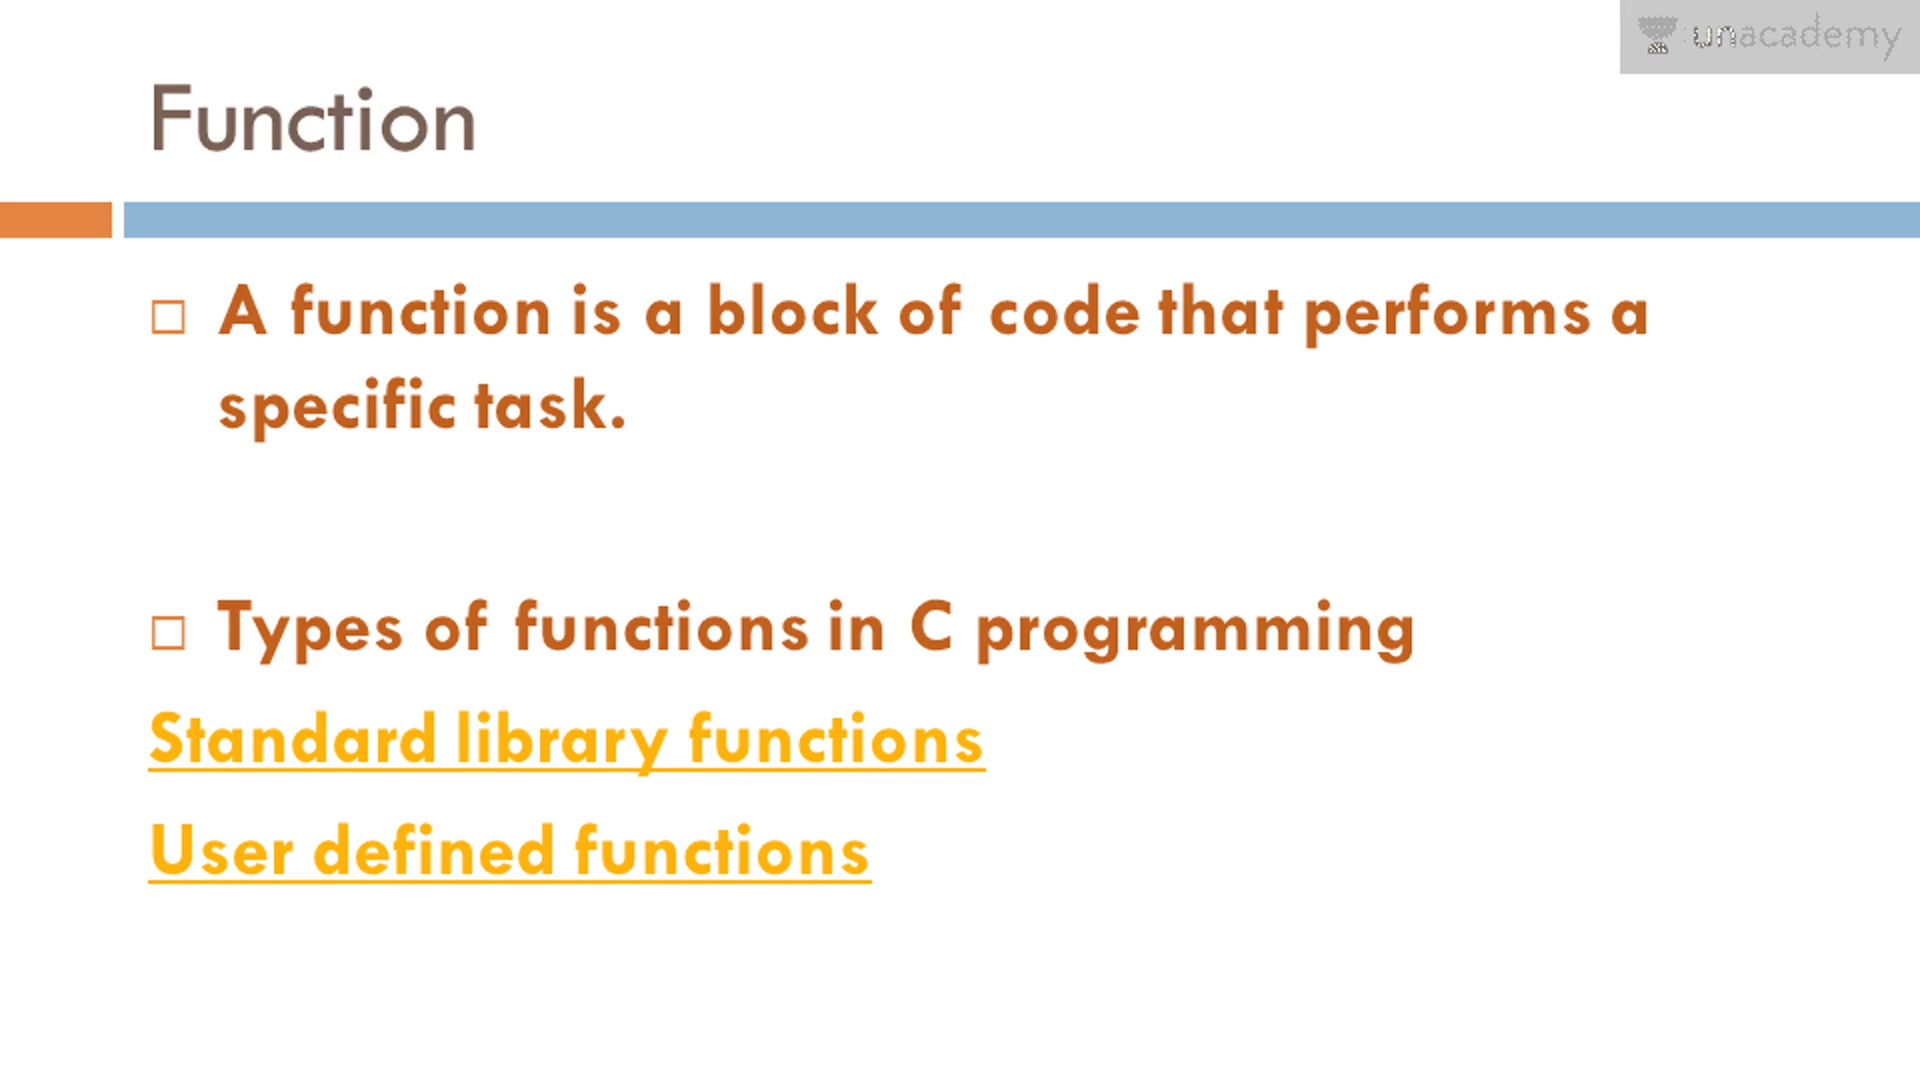 unacademy
Function
A function is a block of code that performs a
specific task.
Types of functions in C programming
Standard library functions
User defined functions